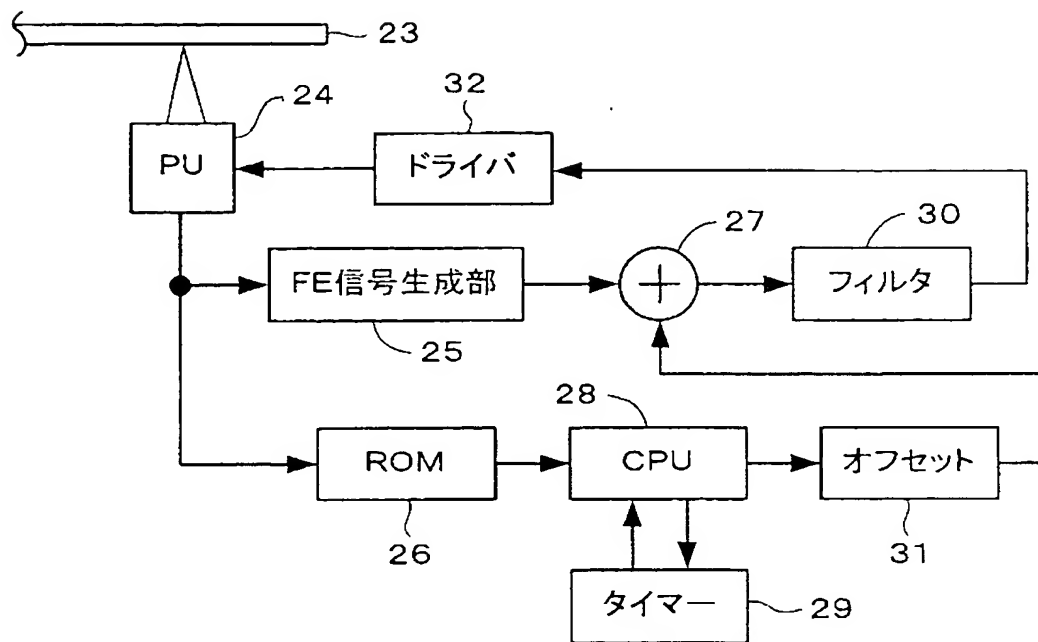 23
24
32
PU
ドライバ
27
30
FE信号生成部
+
フィルタ
25
28
ROM
CPU
オフセット
26
31
タイマー
29